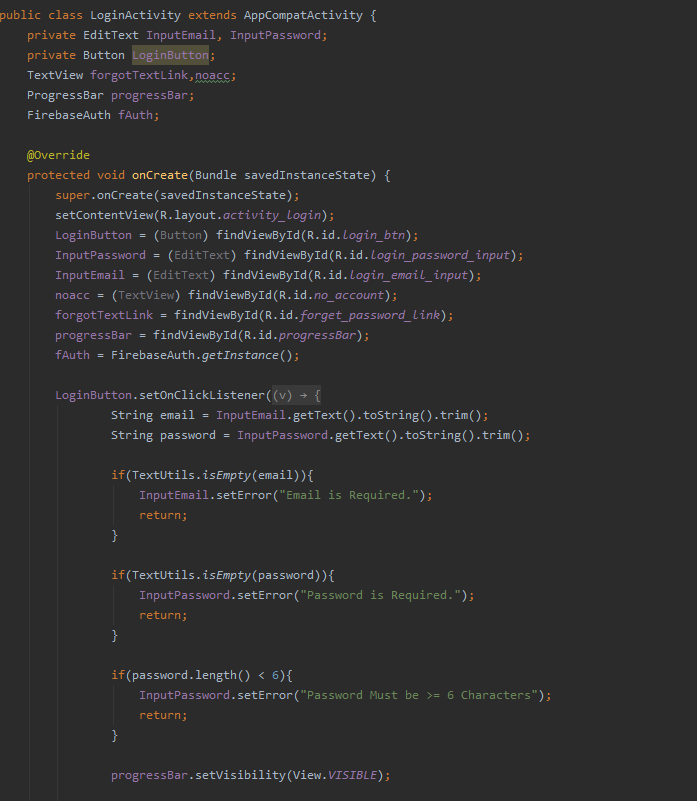 public class LoginActivity extends AppCompatActivity {
private EditText InputEmail, InputPassword;
private Button LoginButton;
TextView forgotTextLink,noacc;
ProgressBar progressBar;
FirebaseAuth fAuth;
@Override
protected void onCreate(Bundle savedInstanceState) {
super.onCreate(savedInstanceState);
setContentView(R.layout.activity_login);
LoginButton = (Button) findViewById(R.id.login_btn);
InputPassword = (EditText) findViewById(R.id.login_password_input);
InputEmail = (EditText) findViewById(R.id.login_email_input);
noacc = (TextView) findViewById(R.id.no_account);
forgotTextLink = findViewById(R.id.forget_password_link);
progressBar = findViewById(R.id.progressBar);
fAuth = FirebaseAuth.getInstance();
LoginButton.setOnClickListener((v) → {
String email = InputEmail.getText().toString().trim();
String password = InputPassword.getText().toString().trim();
if(TextUtils.isEmpty(email)){
InputEmail.setError("Email is Required.");
return;
}
if(TextUtils.isEmpty(password)){
InputPassword.setError("Password is Required.");
return;
}
if(password.length() < 6){
InputPassword.setError("Password Must be >= 6 Characters");
return;
}
progressBar.setVisibility(View.VISIBLE);